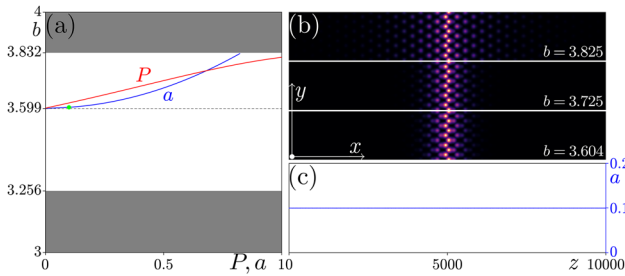 (a)
4
b
3.832
3.599
3.256
3
P
a
0
0.5
P, a
1
(b)
b = 3.825
b = 3.725
b = 3.604
y
x
(c)
0.2
a
0.1
0
0
5000
z
10000